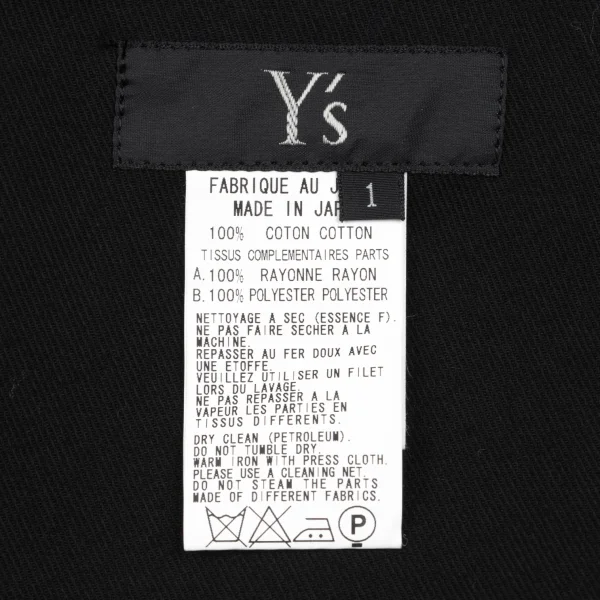 Y's
1
FABRIQUE AU J
MADE IN JAP
100% COTON COTTON
TISSUS COMPLEMENTAIRES PARTS
A.100% RAYONNE RAYON
B.100% POLYESTER POLYESTER
NETTOYAGE A SEC (ESSENCE F).
NE PAS FAIRE SECHER A LA
MACHINE.
REPASSER AU FER DOUX AVEC
UNE ETOFFE.
VEUILLEZ UTILISER UN FILET
LORS DU LAVAGE.
NE PAS REPASSER A LA
VAPEUR LES PARTIES EN
TISSUS DIFFERENTS.
DRY CLEAN (PETROLEUM).
DO NOT TUMBLE DRY.
WARM IRON WITH PRESS CLOTH.
PLEASE USE A CLEANING NET.
DO NOT STEAM THE PARTS
MADE OF DIFFERENT FABRICS.
P